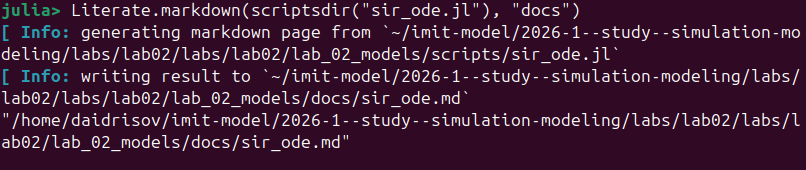 julia> Literate.markdown(scriptsdir("sir_ode.jl"), "docs")
[ Info: generating markdown page from `~/imit-model/2026-1--study--simulation-mo
deling/labs/lab02/labs/lab02/lab_02_models/scripts/sir_ode.jl`
[ Info: writing result to `~/imit-model/2026-1--study--simulation-modeling/labs/
lab02/labs/lab02/lab_02_models/docs/sir_ode.md`
"/home/daidrisov/imit-model/2026-1--study--simulation-modeling/labs/lab02/labs/l
ab02/lab_02_models/docs/sir_ode.md"